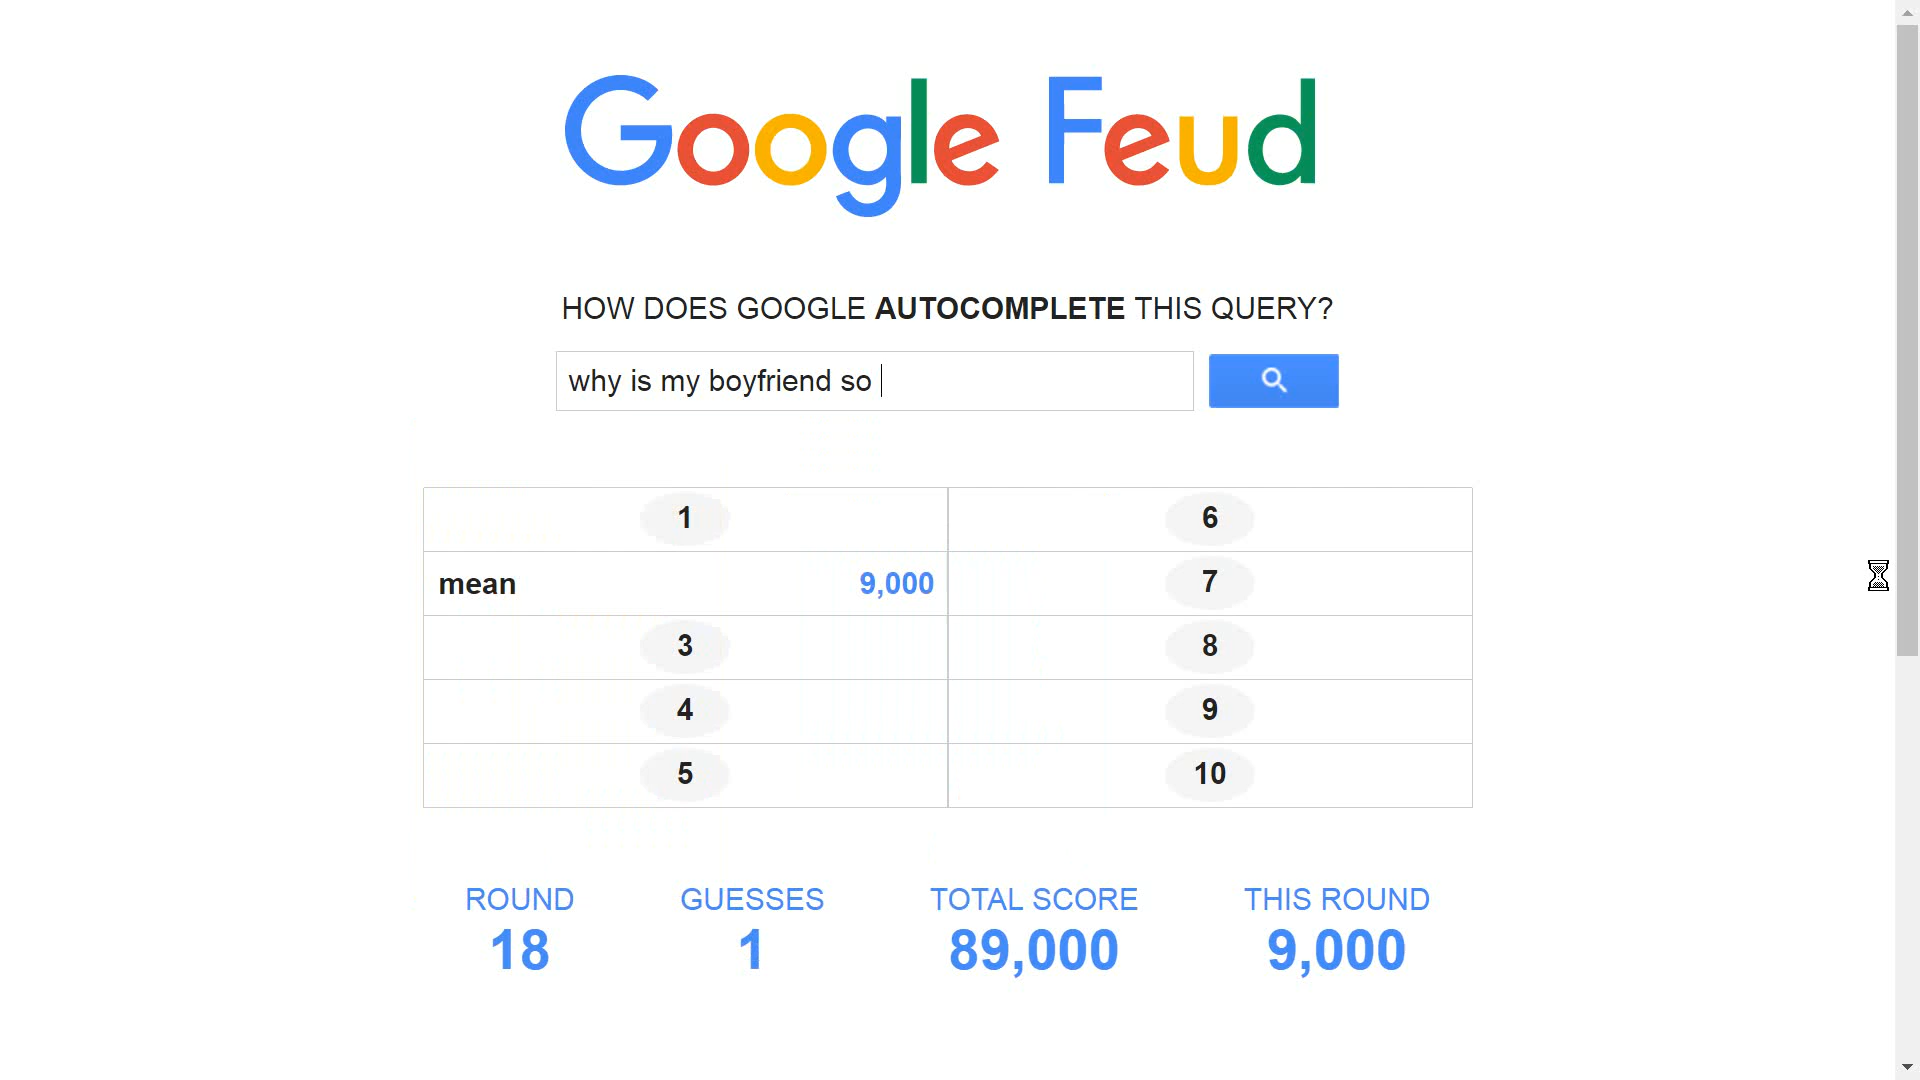 Google Feud
HOW DOES GOOGLE AUTOCOMPLETE THIS QUERY?
why is my boyfriend so
1
6
mean 9,000
7
3
8
4
9
5
10
ROUND GUESSES TOTAL SCORE THIS ROUND
18 1 89,000 9,000